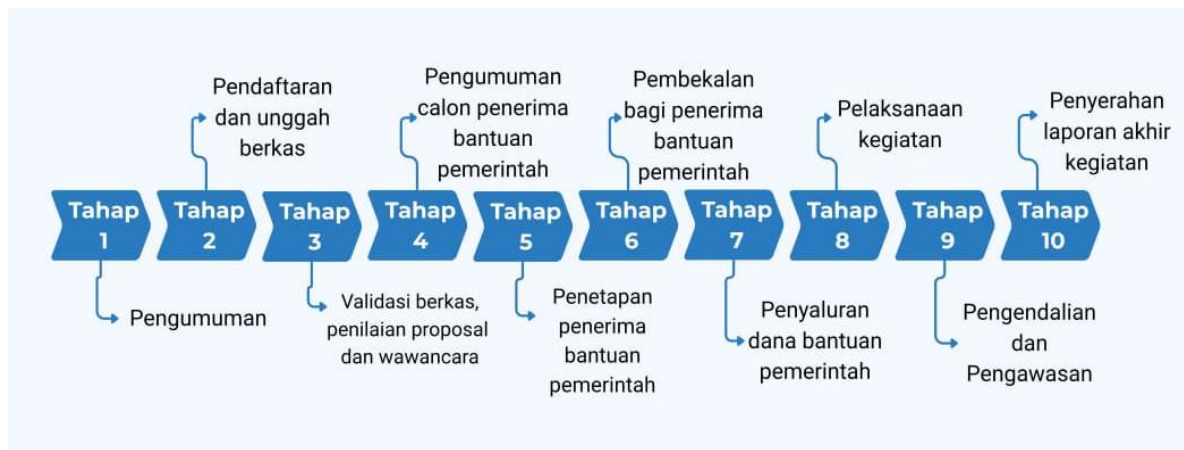 Tahap
1
Pengumuman
Tahap
2
Pendaftaran
dan unggah
berkas
Tahap
3
Validasi berkas,
penilaian proposal
dan wawancara
Tahap
4
Pengumuman
calon penerima
bantuan
pemerintah
Tahap
5
Penetapan
penerima
bantuan
pemerintah
Tahap
6
Pembekalan
bagi penerima
bantuan
pemerintah
Tahap
7
Penyaluran
dana bantuan
pemerintah
Tahap
8
Pelaksanaan
kegiatan
Tahap
9
Pengendalian
dan
Pengawasan
Tahap
10
Penyerahan
laporan akhir
kegiatan